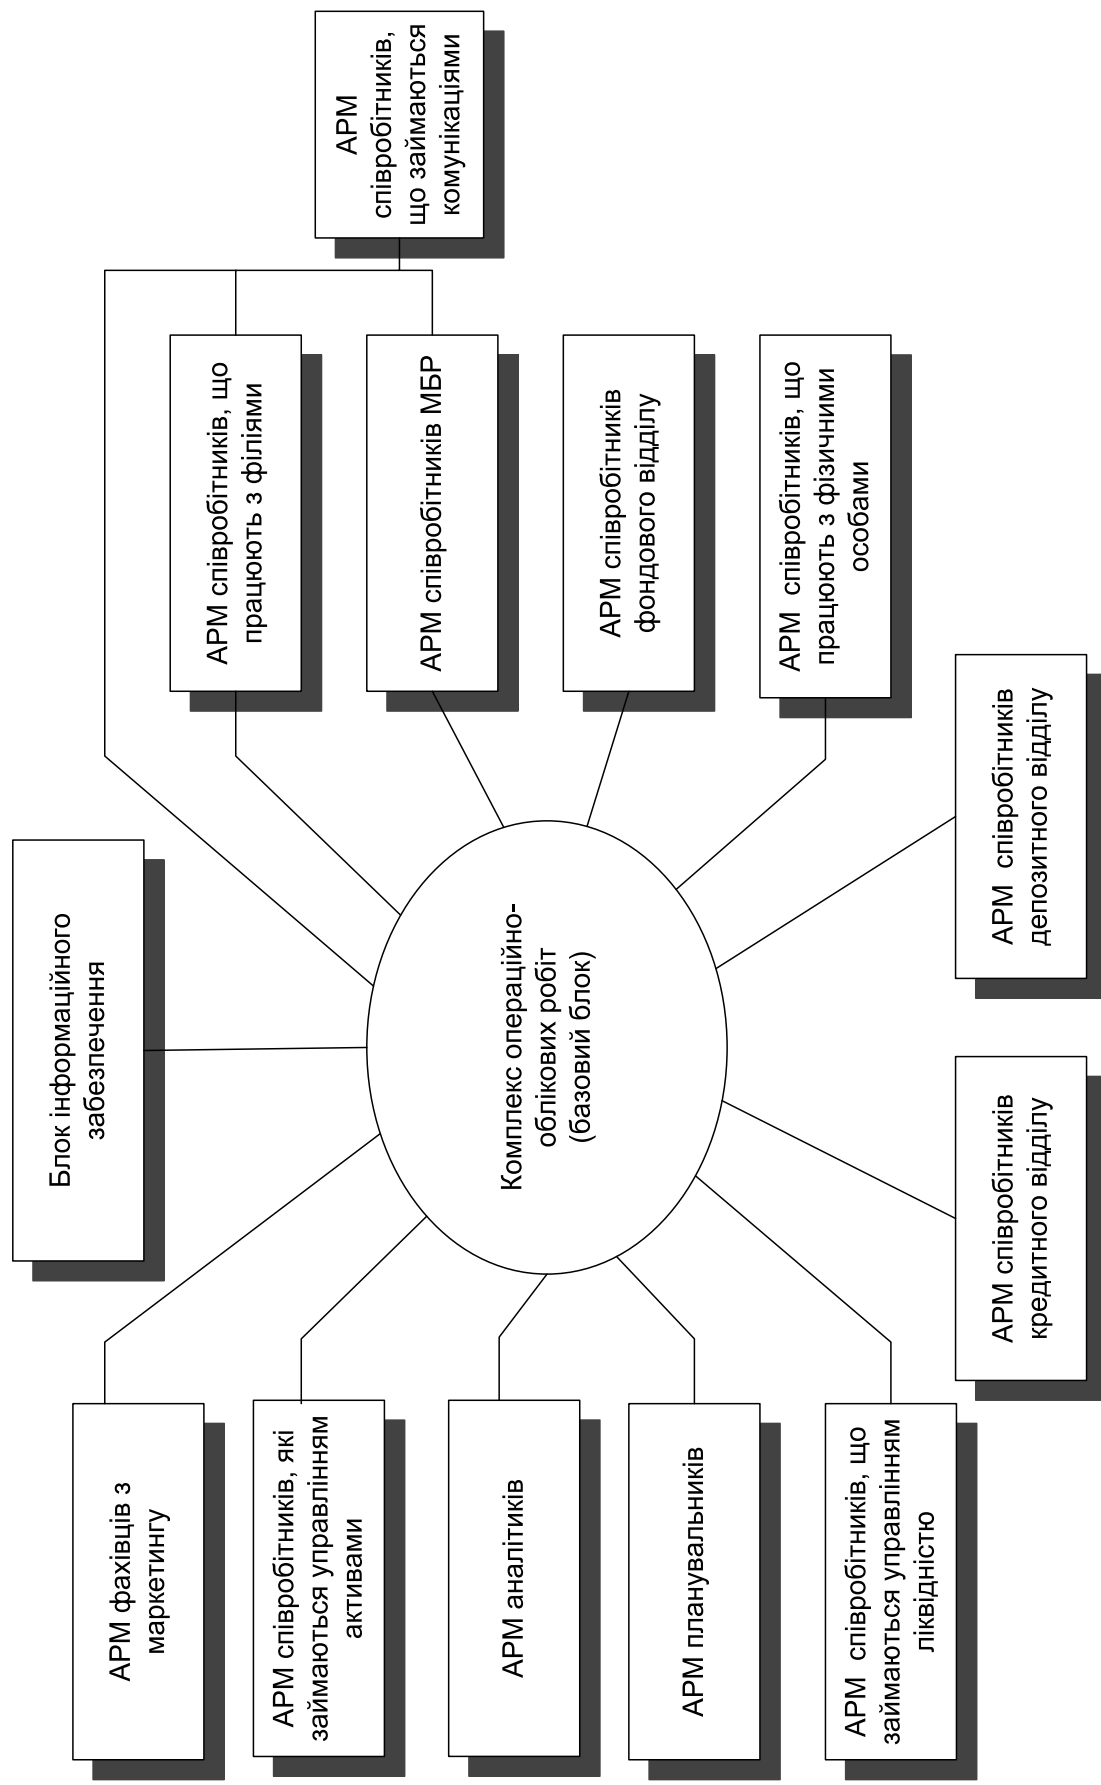 Блок інформаційного
забезпечення
АРМ фахівців з
маркетингу
АРМ співробітників, які
займаються управлінням
активами
АРМ аналітиків
АРМ планувальників
АРМ співробітників, що
займаються управлінням
ліквідністю
Комплекс операційно-
облікових робіт
(базовий блок)
АРМ співробітників, що
працюють з філіями
АРМ співробітників МБР
АРМ співробітників
фондового відділу
АРМ співробітників, що
працюють з фізичними
особами
АРМ
співробітників,
що займаються
комунікаціями
АРМ співробітників
кредитного відділу
АРМ співробітників
депозитного відділу